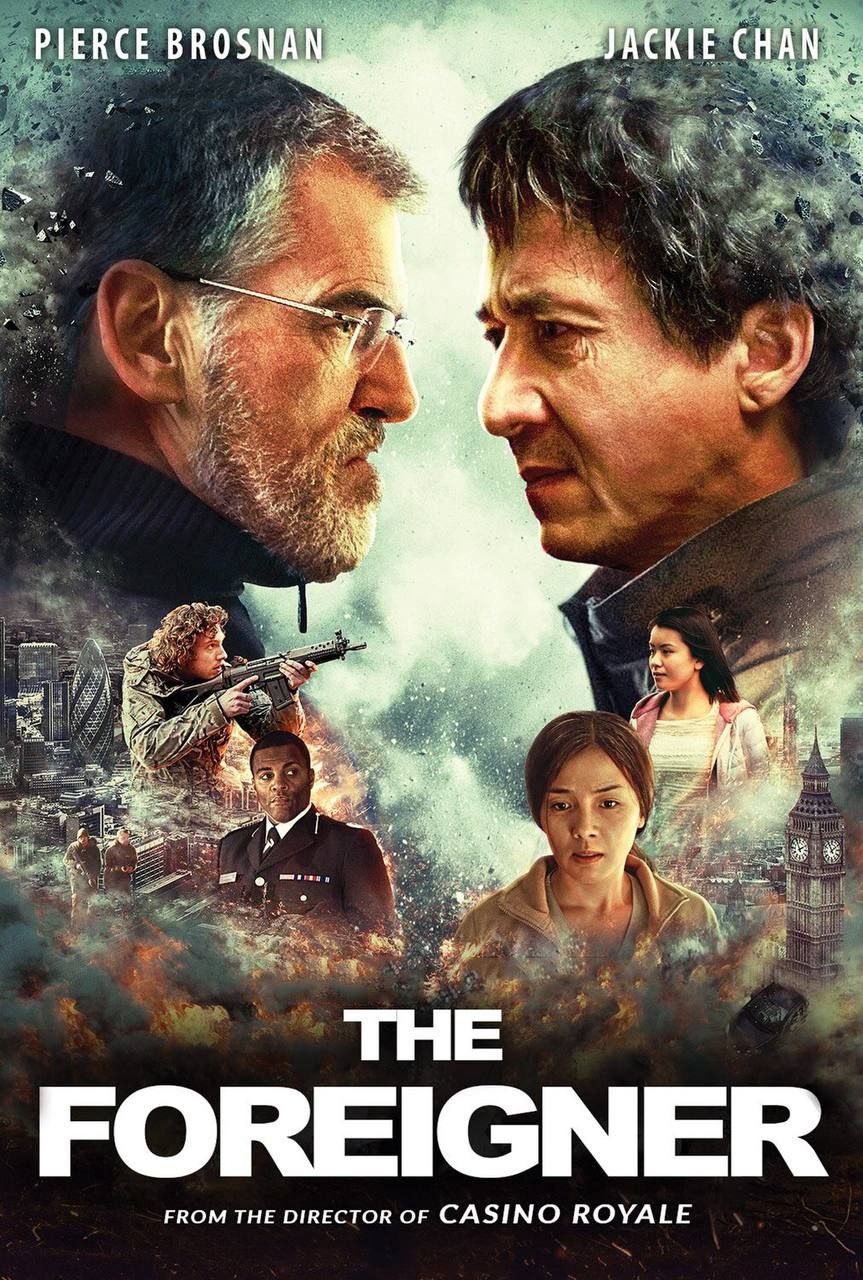 PIERCE BROSNAN JACKIE CHAN
THE
FOREIGNER
FROM THE DIRECTOR OF CASINO ROYALE